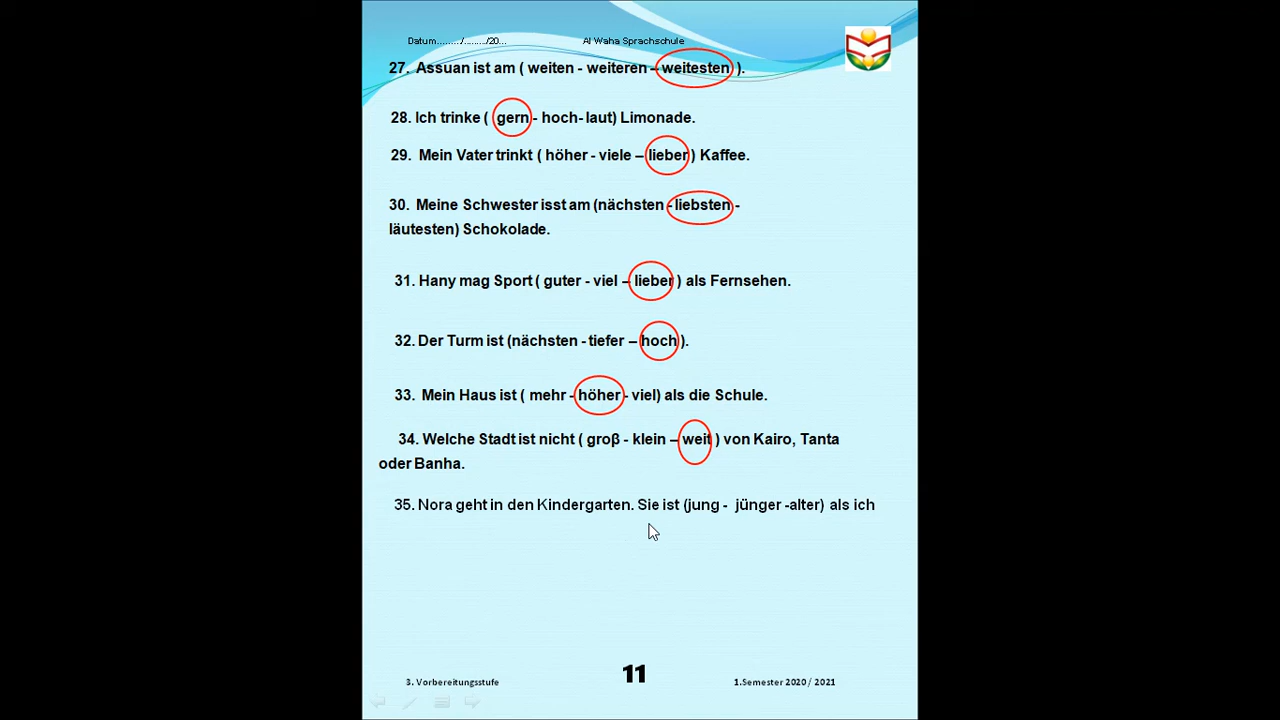 Datum......../......../20... Al Waha Sprachschule
27. Assuan ist am ( weiten - weiteren – weitesten ).
28. Ich trinke ( gern - hoch- laut) Limonade.
29. Mein Vater trinkt ( höher - viele – lieber ) Kaffee.
30. Meine Schwester isst am (nächsten - liebsten -
läutesten) Schokolade.
31. Hany mag Sport ( guter - viel – lieber ) als Fernsehen.
32. Der Turm ist (nächsten - tiefer – hoch ).
33. Mein Haus ist ( mehr - höher - viel) als die Schule.
34. Welche Stadt ist nicht ( groβ - klein – weit ) von Kairo, Tanta
oder Banha.
35. Nora geht in den Kindergarten. Sie ist (jung - jünger -alter) als ich
3. Vorbereitungsstufe 11 1.Semester 2020 / 2021